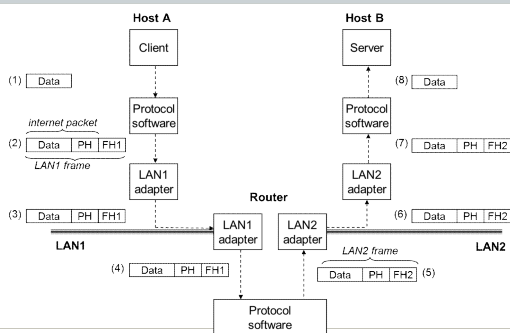 Host A
Host B
Client
Server
(1) Data
(8) Data
Protocol
software
Protocol
software
internet packet
(2) Data PH FH1
LAN1 frame
(7) Data PH FH2
LAN1
adapter
LAN2
adapter
Router
(3) Data PH FH1
LAN1
adapter
LAN2
adapter
(6) Data PH FH2
LAN1
LAN2
LAN2 frame
(4) Data PH FH1
Data PH FH2 (5)
Protocol
software